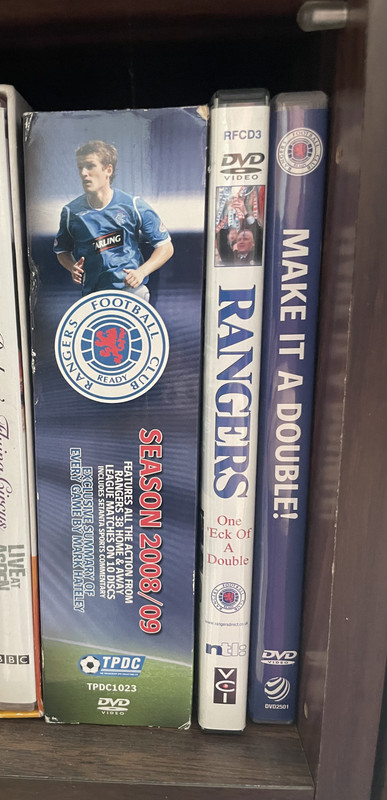 LIVE AT
BBC
CARLING
RANGERS FOOTBALL CLUB
READY
SEASON 2008/09
FEATURES ALL THE ACTION FROM
RANGERS 38 HOME & AWAY
LEAGUE MATCHES ON 10 DISCS
INCLUDES SETANTA SPORTS COMMENTARY
EXCLUSIVE SUMMARY OF
EVERY GAME BY MARK HATELEY
TPDC
TPDC1023
DVD
VIDEO
RFCD3
DVD
VIDEO
RANGERS
One
'Eck Of
A
Double
ntl:
VCI
MAKE IT A DOUBLE!
DVD
VIDEO
DVD2501